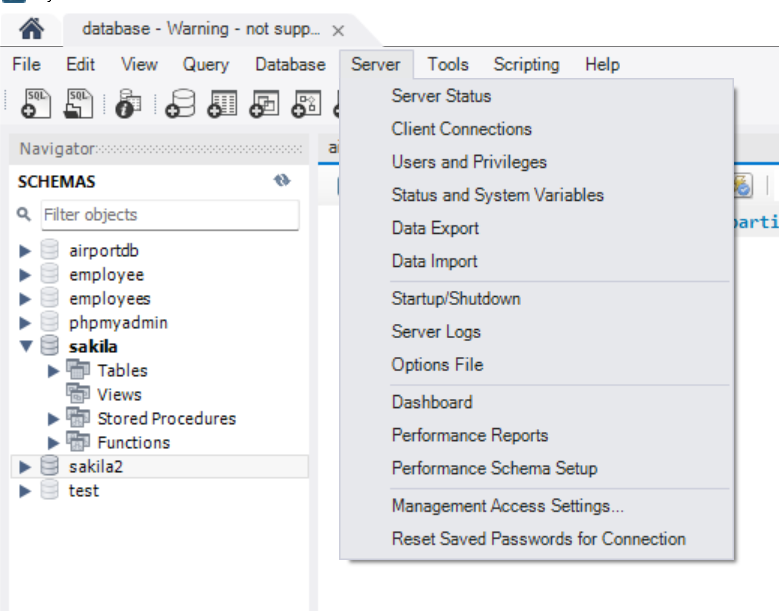 database - Warning - not supp...
File Edit View Query Database Server Tools Scripting Help
SQL SQL
Navigator
SCHEMAS
Filter objects
airportdb
employee
employees
phpmyadmin
sakila
Tables
Views
Stored Procedures
Functions
sakila2
test
Server Status
Client Connections
Users and Privileges
Status and System Variables
Data Export
Data Import
Startup/Shutdown
Server Logs
Options File
Dashboard
Performance Reports
Performance Schema Setup
Management Access Settings...
Reset Saved Passwords for Connection